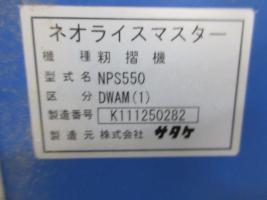 ネオライスマスター
機種 籾摺機
型式名 NPS550
区分 DWAM(1)
製造番号 K111250282
製造元 株式会社 サタケ